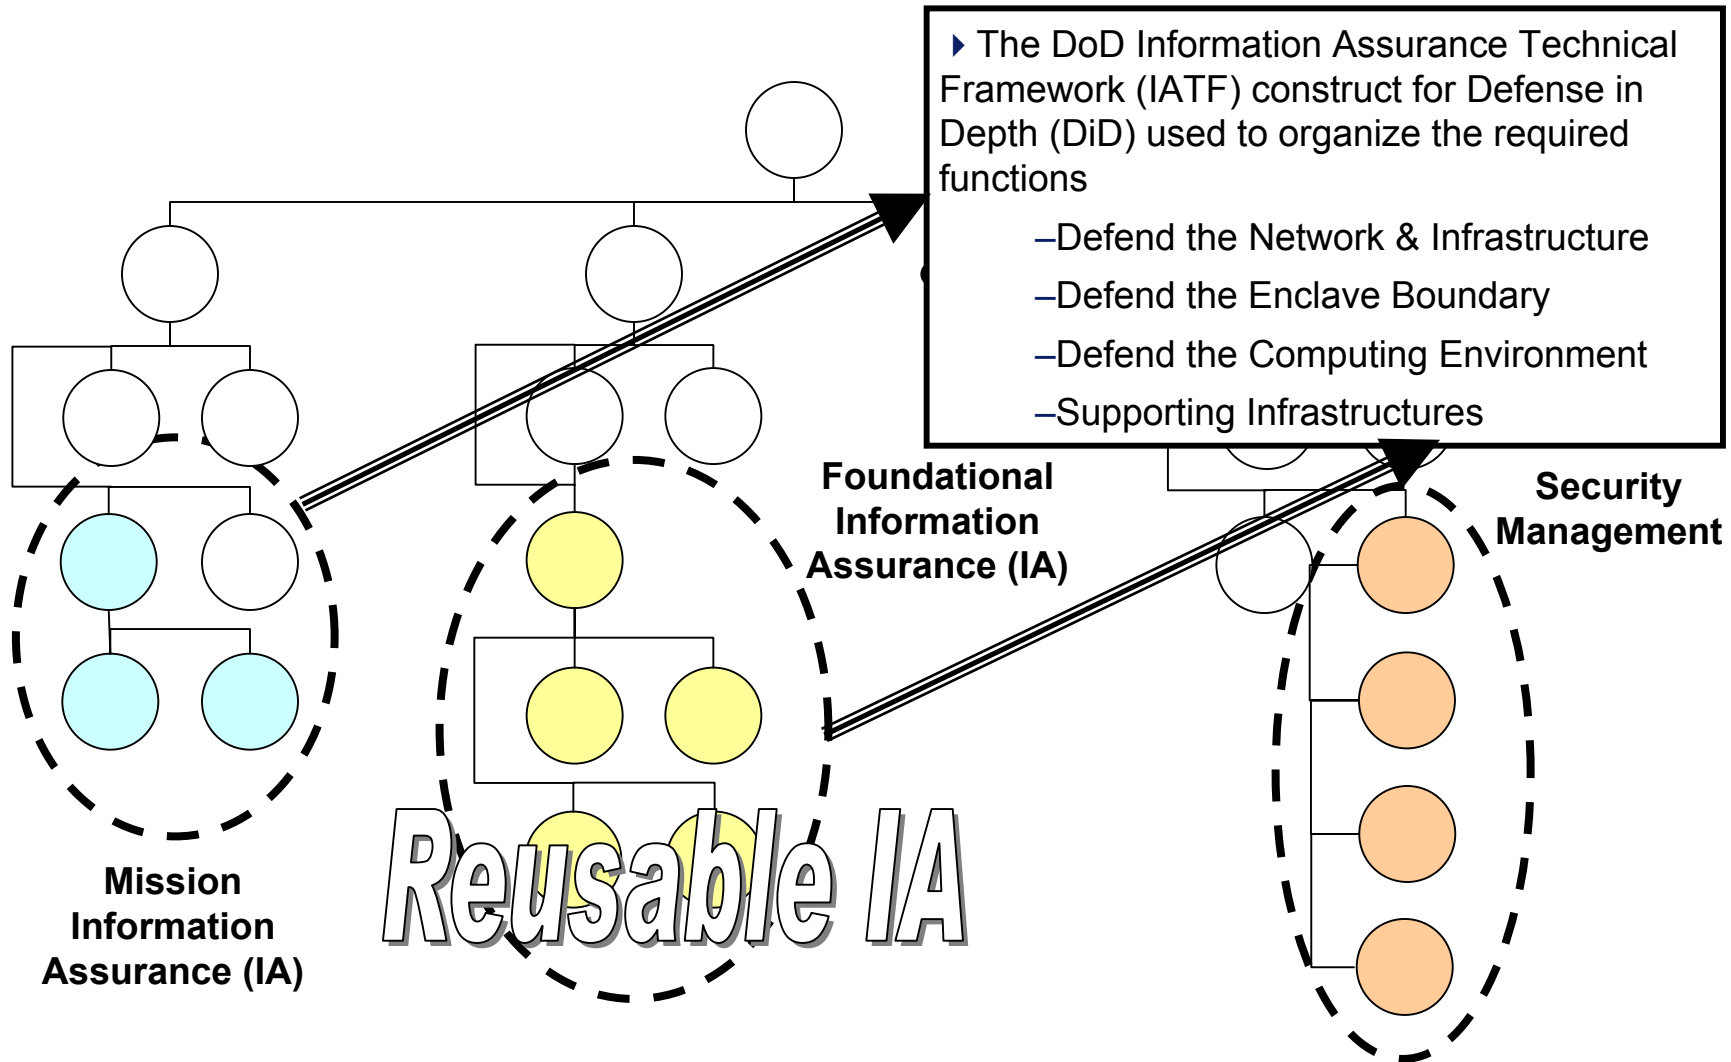 The DoD Information Assurance Technical
Framework (IATF) construct for Defense in
Depth (DiD) used to organize the required
functions
–Defend the Network & Infrastructure
–Defend the Enclave Boundary
–Defend the Computing Environment
–Supporting Infrastructures
Foundational
Information
Assurance (IA)
Security
Management
Reusable IA
Mission
Information
Assurance (IA)